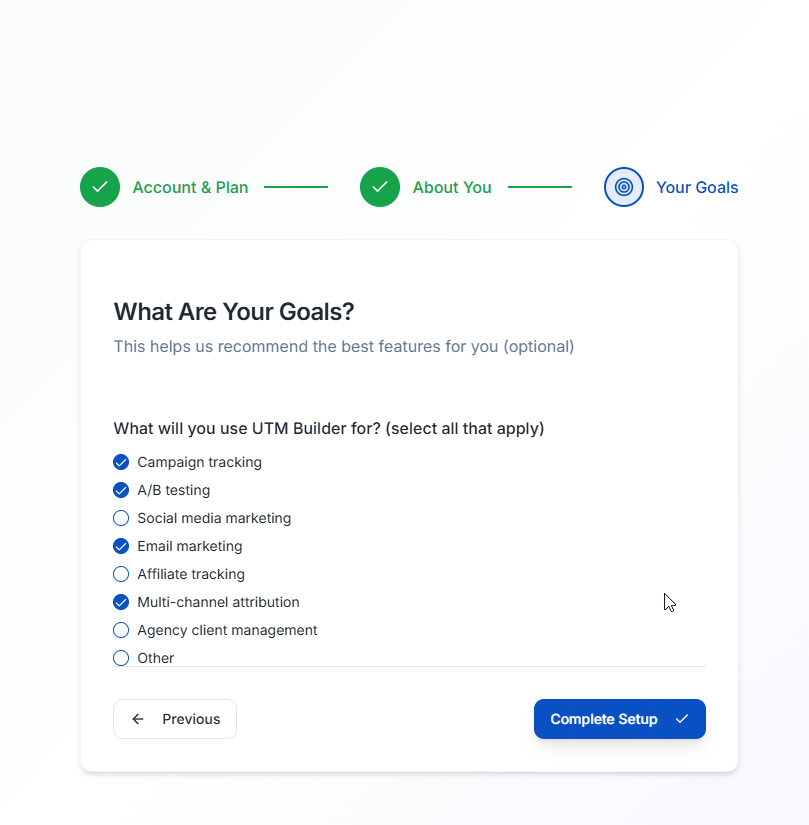 Account & Plan
About You
Your Goals
What Are Your Goals?
This helps us recommend the best features for you (optional)
What will you use UTM Builder for? (select all that apply)
Campaign tracking
A/B testing
Social media marketing
Email marketing
Affiliate tracking
Multi-channel attribution
Agency client management
Other
Previous
Complete Setup